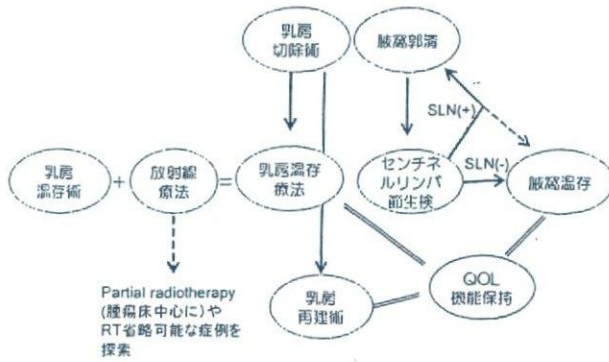 乳房
切除術
腋窩郭清
SLN(+)
乳房
温存術
+
放射線
療法
=
乳房温存
療法
センチネ
ルリンパ
節生検
SLN(-)
腋窩温存
Partial radiotherapy
(腫瘍床中心に)や
RT省略可能な症例を
探索
乳房
再建術
QOL
機能保持